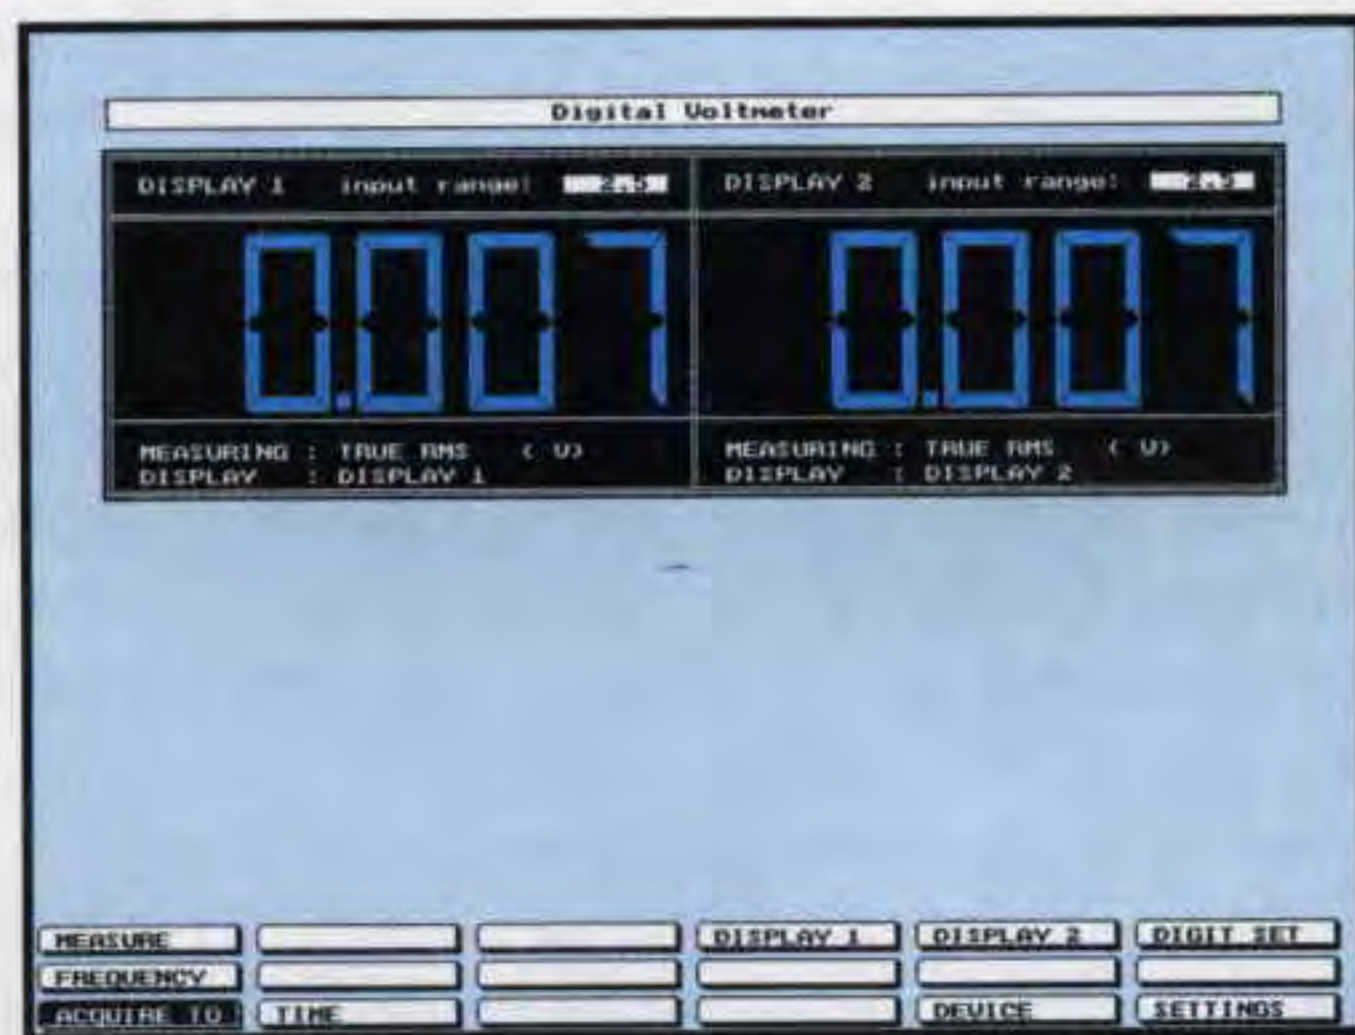 Digital Voltmeter
DISPLAY 1 input range:
DISPLAY 2 input range:
0.007
0.007
MEASURING : TRUE RMS ( V)
DISPLAY : DISPLAY 1
MEASURING : TRUE RMS ( V)
DISPLAY : DISPLAY 2
MEASURE DISPLAY 1 DISPLAY 2 DIGIT SET
FREQUENCY
ACQUIRE TO TIME DEVICE SETTINGS